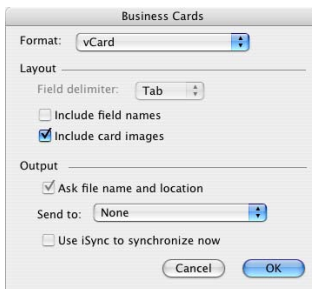 Business Cards
Format: vCard
Layout
Field delimiter: Tab
Include field names
Include card images
Output
Ask file name and location
Send to: None
Use iSync to synchronize now
Cancel OK